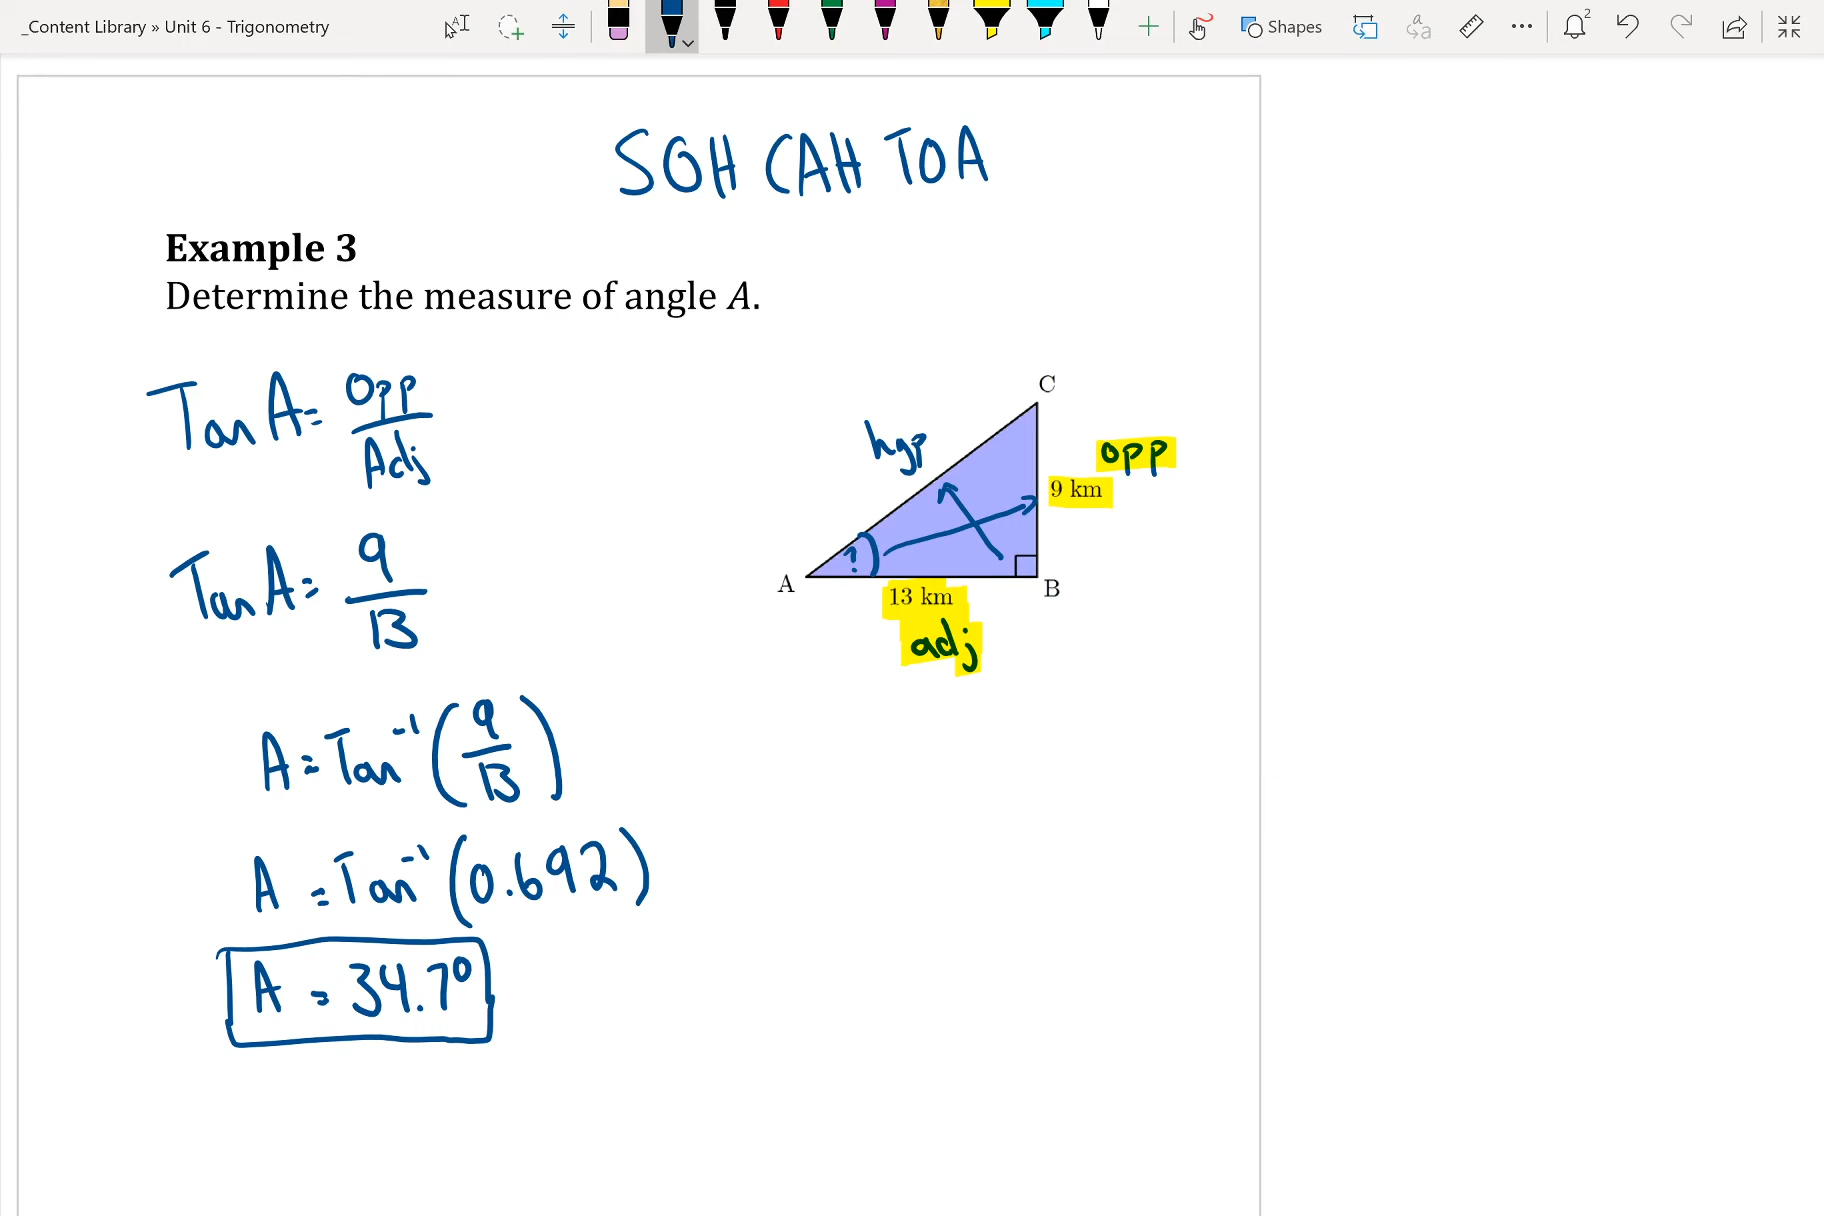 _Content Library » Unit 6 - Trigonometry
Shapes
2
SOH CAH TOA
Example 3
Determine the measure of angle A.
Tan A = Opp/Adj
Tan A = 9/13
A = Tan⁻¹(9/13)
A = Tan⁻¹(0.692)
A = 34.7°
C
hyp
opp
9 km
?
A
B
13 km
adj